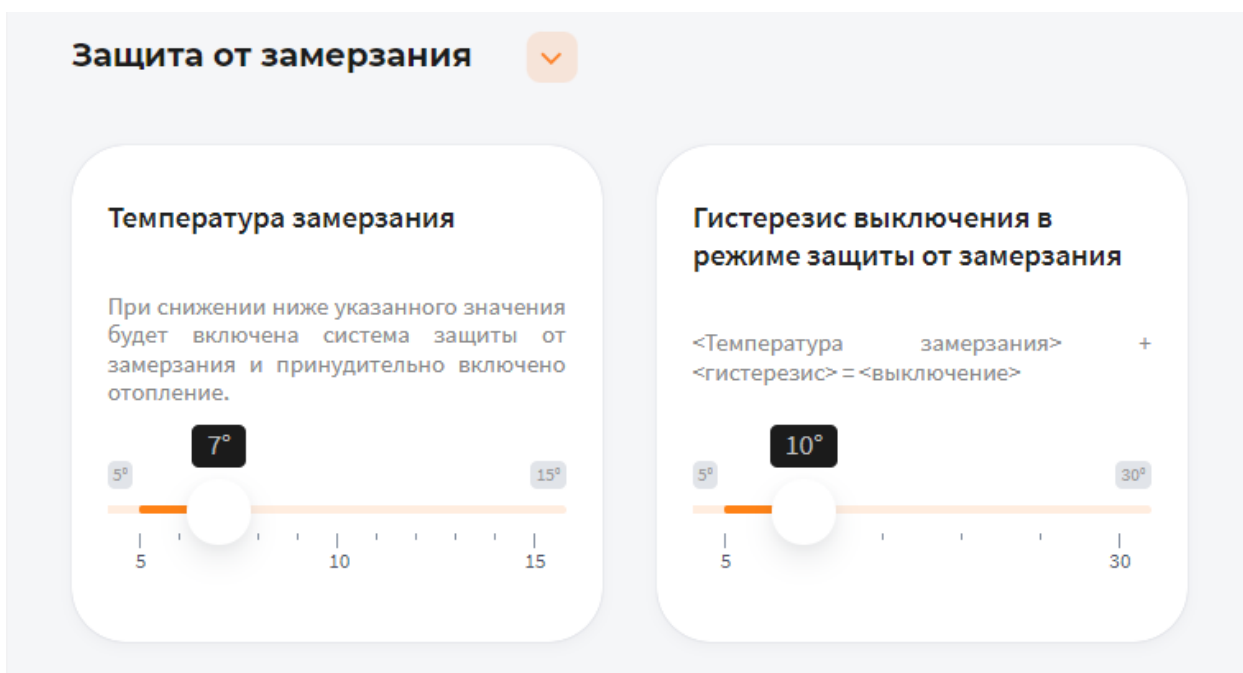 Защита от замерзания
Температура замерзания
При снижении ниже указанного значения
будет включена система защиты от
замерзания и принудительно включено
отопление.
7°
5°
15°
5
10
15
Гистерезис выключения в
режиме защиты от замерзания
<Температура замерзания> +
<гистерезис> = <выключение>
10°
5°
30°
5
30